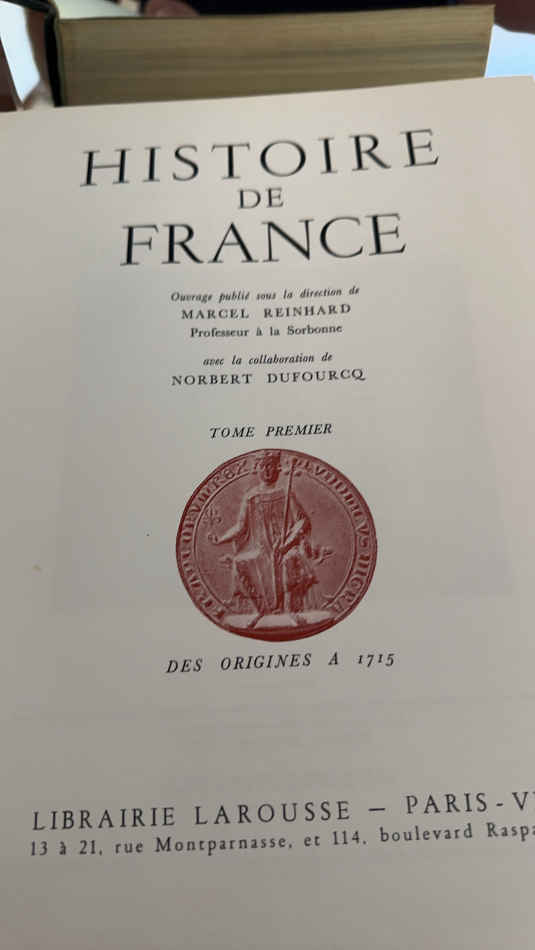 HISTOIRE
DE
FRANCE
Ouvrage publié sous la direction de
MARCEL REINHARD
Professeur à la Sorbonne
avec la collaboration de
NORBERT DUFOURCQ
TOME PREMIER
DES ORIGINES A 1715
LIBRAIRIE LAROUSSE — PARIS-V
13 à 21, rue Montparnasse, et 114, boulevard Raspa